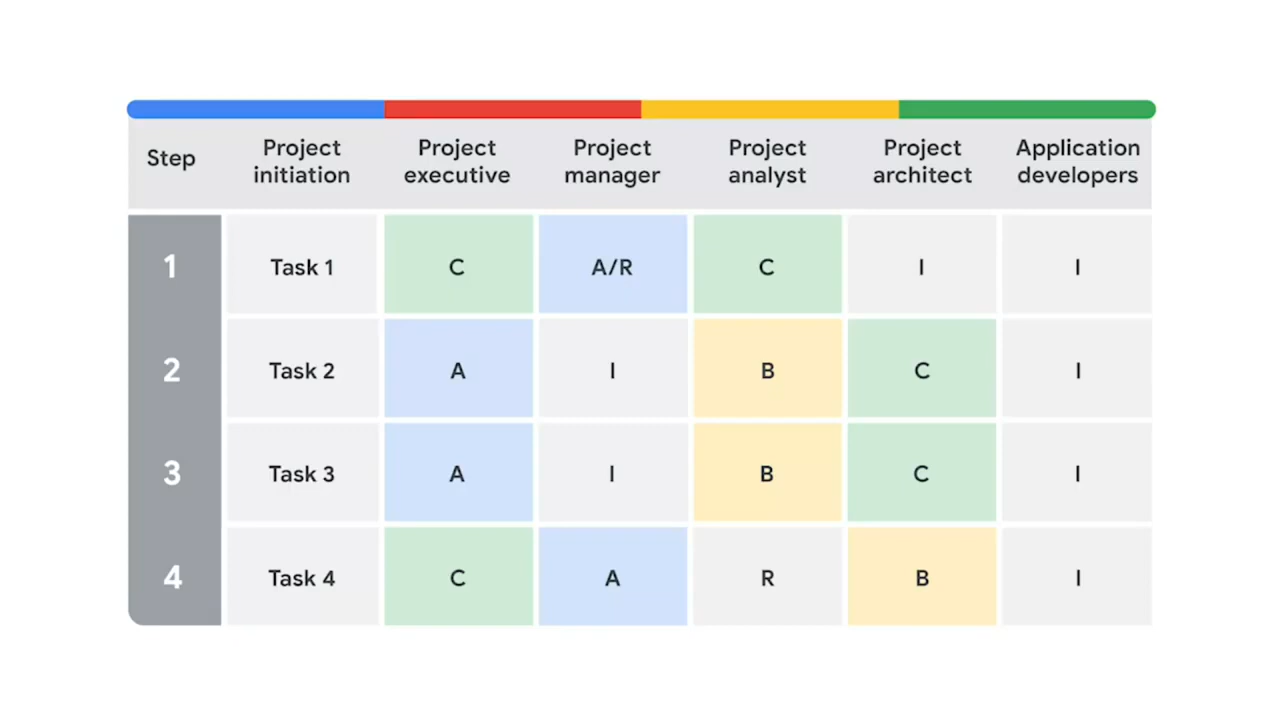 Step Project initiation Project executive Project manager Project analyst Project architect Application developers
1 Task 1 C A/R C I I
2 Task 2 A I B C I
3 Task 3 A I B C I
4 Task 4 C A R B I